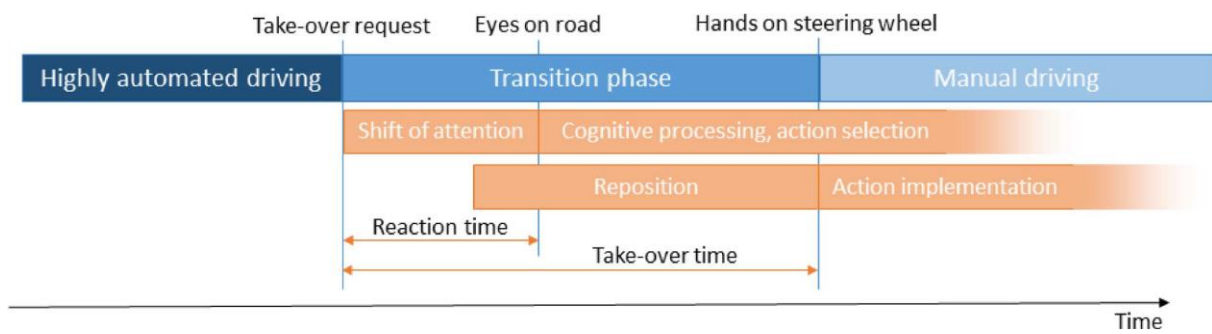 Take-over request
Eyes on road
Hands on steering wheel
Highly automated driving
Transition phase
Manual driving
Shift of attention
Cognitive processing, action selection
Reposition
Action implementation
Reaction time
Take-over time
Time